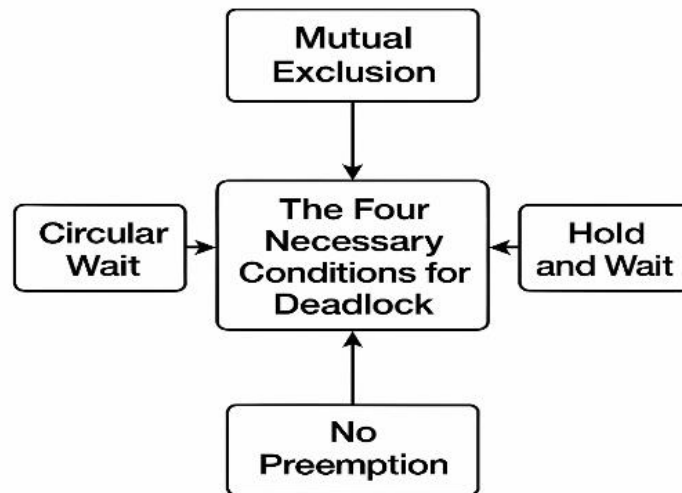 Mutual
Exclusion
Circular
Wait
The Four
Necessary
Conditions for
Deadlock
Hold
and Wait
No
Preemption